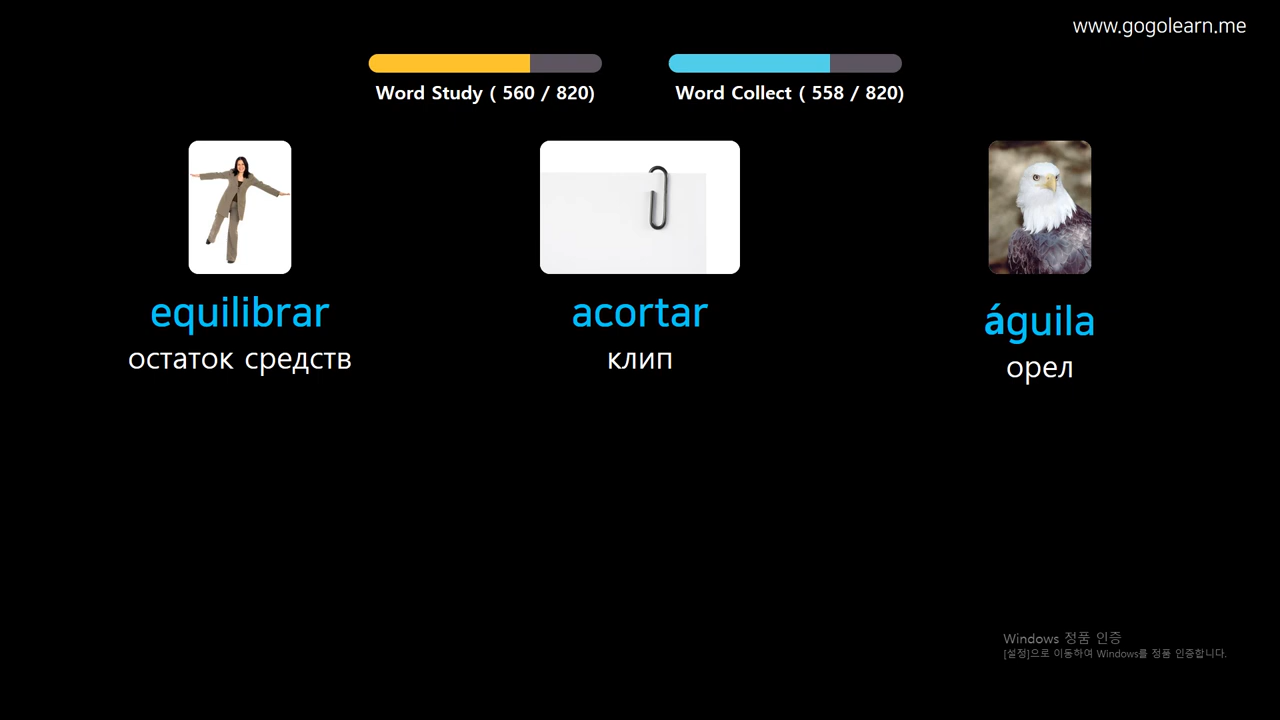 www.gogolearn.me
Word Study ( 560 / 820)
Word Collect ( 558 / 820)
equilibrar
остаток средств
acortar
клип
águila
орел
Windows 정품 인증
[설정]으로 이동하여 Windows를 정품 인증합니다.